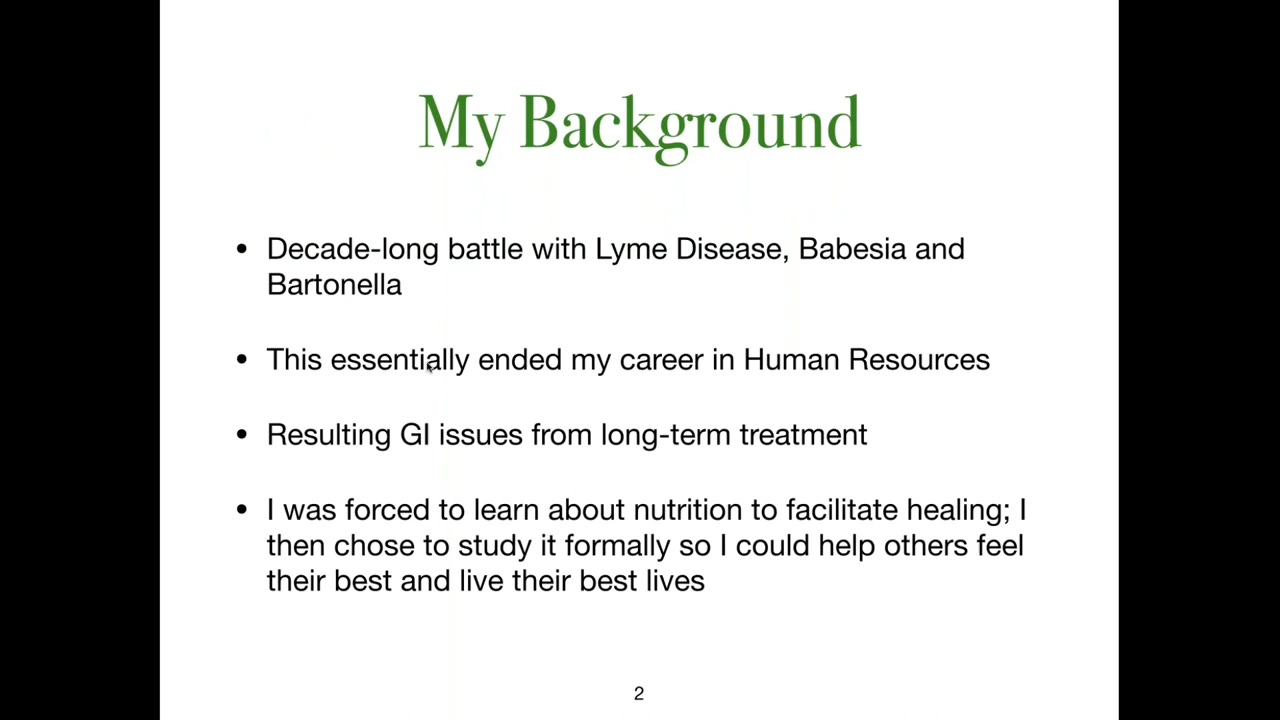 My Background
• Decade-long battle with Lyme Disease, Babesia and
Bartonella
• This essentially ended my career in Human Resources
• Resulting GI issues from long-term treatment
• I was forced to learn about nutrition to facilitate healing; I
then chose to study it formally so I could help others feel
their best and live their best lives
2